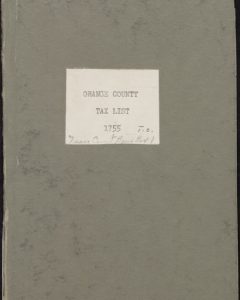 ORANGE COUNTY
TAX LIST
1755 T.C.